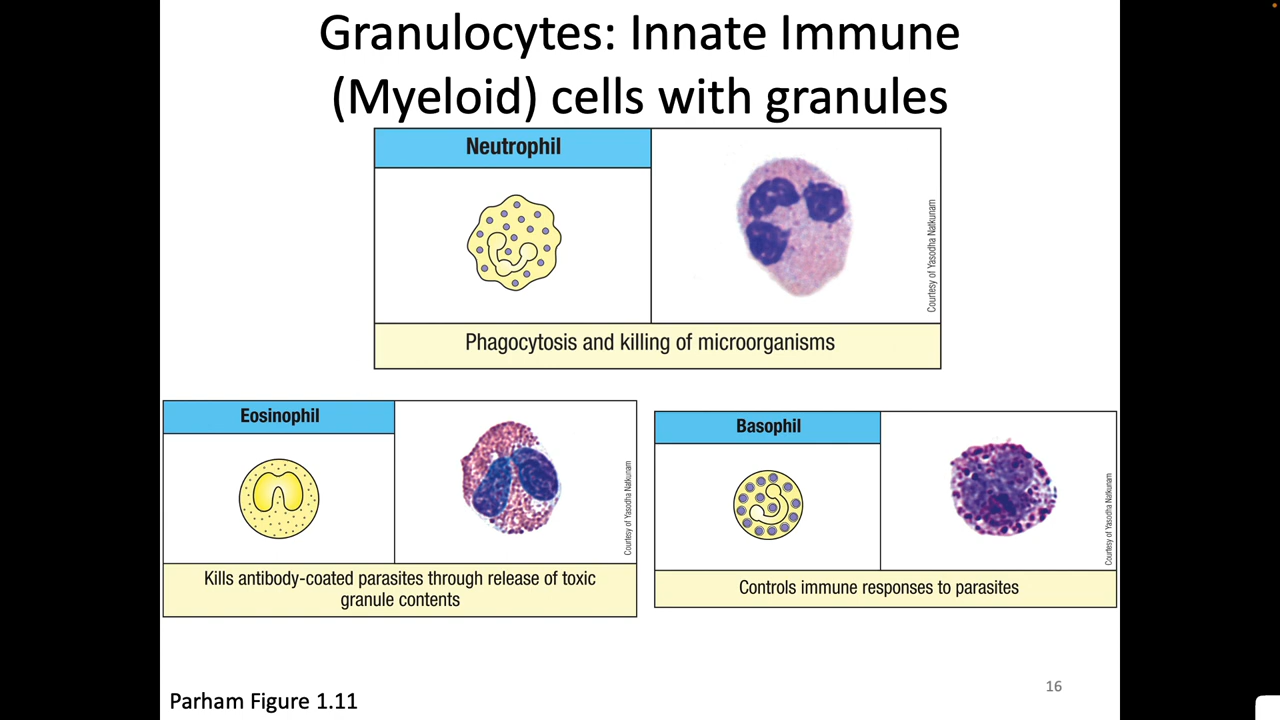 Granulocytes: Innate Immune
(Myeloid) cells with granules
Neutrophil
Courtesy of Yasodha Natkunam
Phagocytosis and killing of microorganisms
Eosinophil
Courtesy of Yasodha Natkunam
Kills antibody-coated parasites through release of toxic
granule contents
Basophil
Courtesy of Yasodha Natkunam
Controls immune responses to parasites
Parham Figure 1.11
16